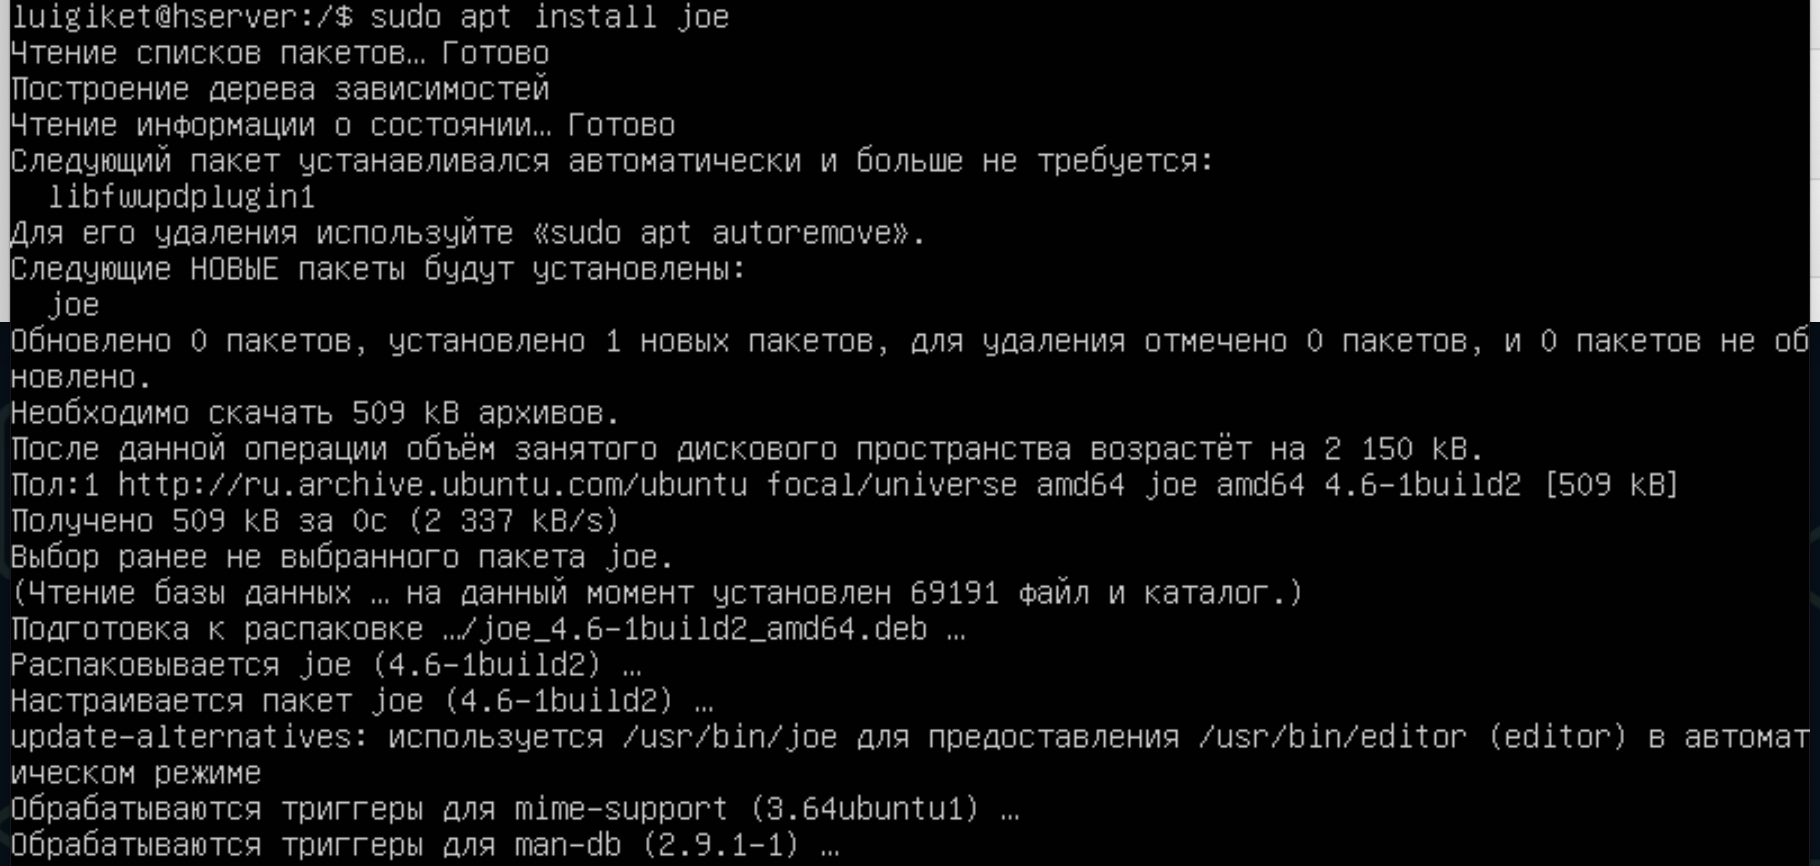 luigiket@hserver:/$ sudo apt install joe
Чтение списков пакетов… Готово
Построение дерева зависимостей
Чтение информации о состоянии… Готово
Следующий пакет устанавливался автоматически и больше не требуется:
  libfwupdplugin1
Для его удаления используйте «sudo apt autoremove».
Следующие НОВЫЕ пакеты будут установлены:
  joe
Обновлено 0 пакетов, установлено 1 новых пакетов, для удаления отмечено 0 пакетов, и 0 пакетов не об
новлено.
Необходимо скачать 509 kB архивов.
После данной операции объём занятого дискового пространства возрастёт на 2 150 kB.
Пол:1 http://ru.archive.ubuntu.com/ubuntu focal/universe amd64 joe amd64 4.6-1build2 [509 kB]
Получено 509 kB за 0с (2 337 kB/s)
Выбор ранее не выбранного пакета joe.
(Чтение базы данных … на данный момент установлен 69191 файл и каталог.)
Подготовка к распаковке …/joe_4.6-1build2_amd64.deb …
Распаковывается joe (4.6-1build2) …
Настраивается пакет joe (4.6-1build2) …
update-alternatives: используется /usr/bin/joe для предоставления /usr/bin/editor (editor) в автомат
ическом режиме
Обрабатываются триггеры для mime-support (3.64ubuntu1) …
Обрабатываются триггеры для man-db (2.9.1-1) …